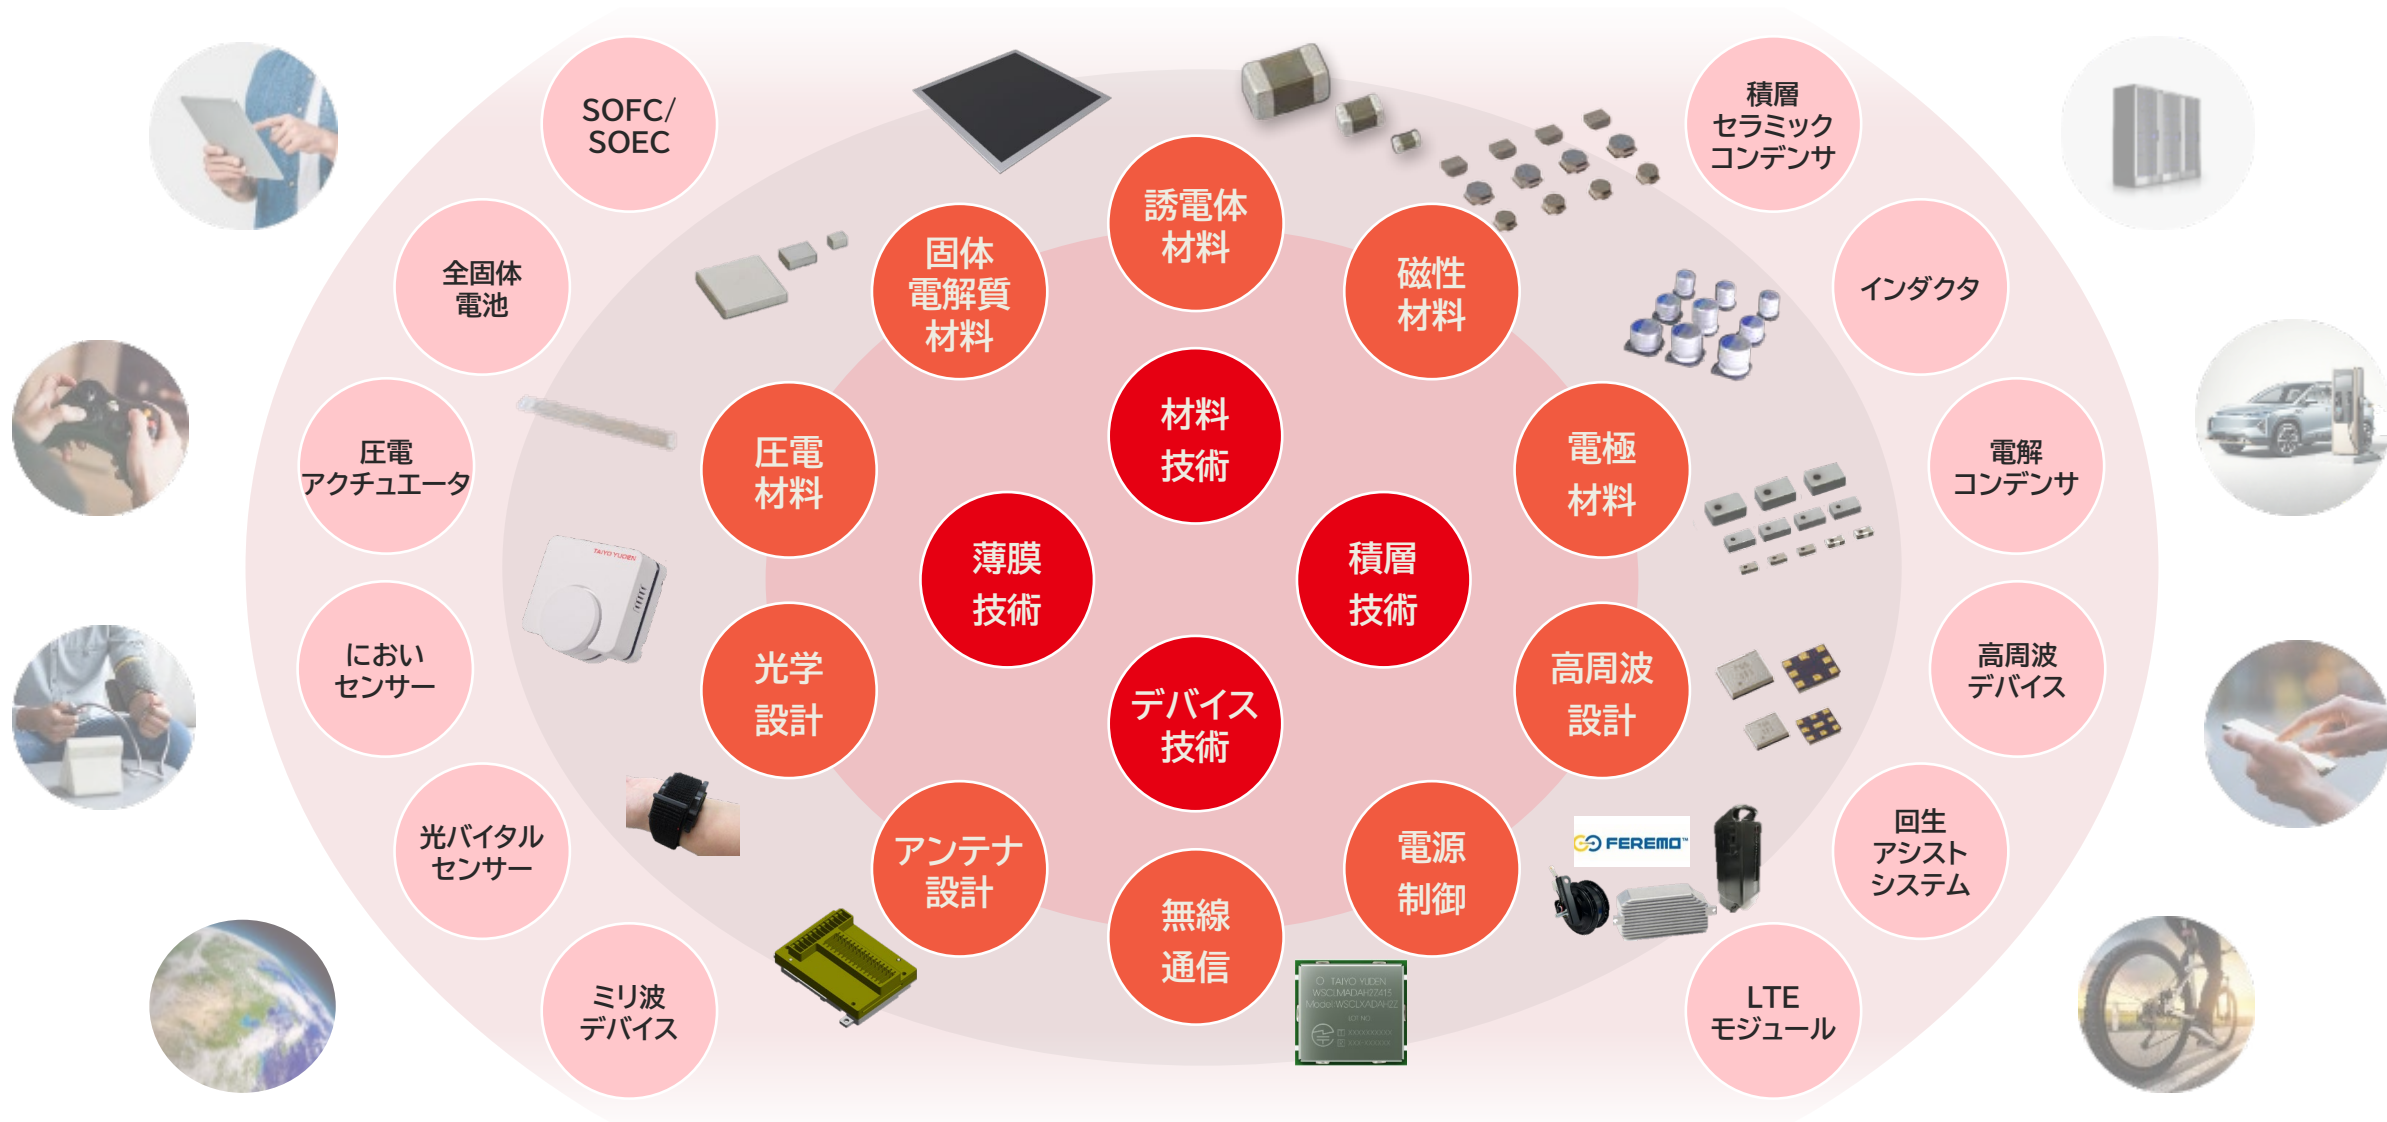 SOFC/
SOEC
積層
セラミック
コンデンサ
誘電体
材料
固体
電解質
材料
磁性
材料
全固体
電池
インダクタ
材料
技術
圧電
材料
電極
材料
圧電
アクチュエータ
電解
コンデンサ
TAIYO YUDEN
薄膜
技術
積層
技術
におい
センサー
光学
設計
高周波
設計
高周波
デバイス
デバイス
技術
光バイタル
センサー
アンテナ
設計
電源
制御
FEREMO™
回生
アシスト
システム
無線
通信
ミリ波
デバイス
TAIYO YUDEN
LTE
モジュール